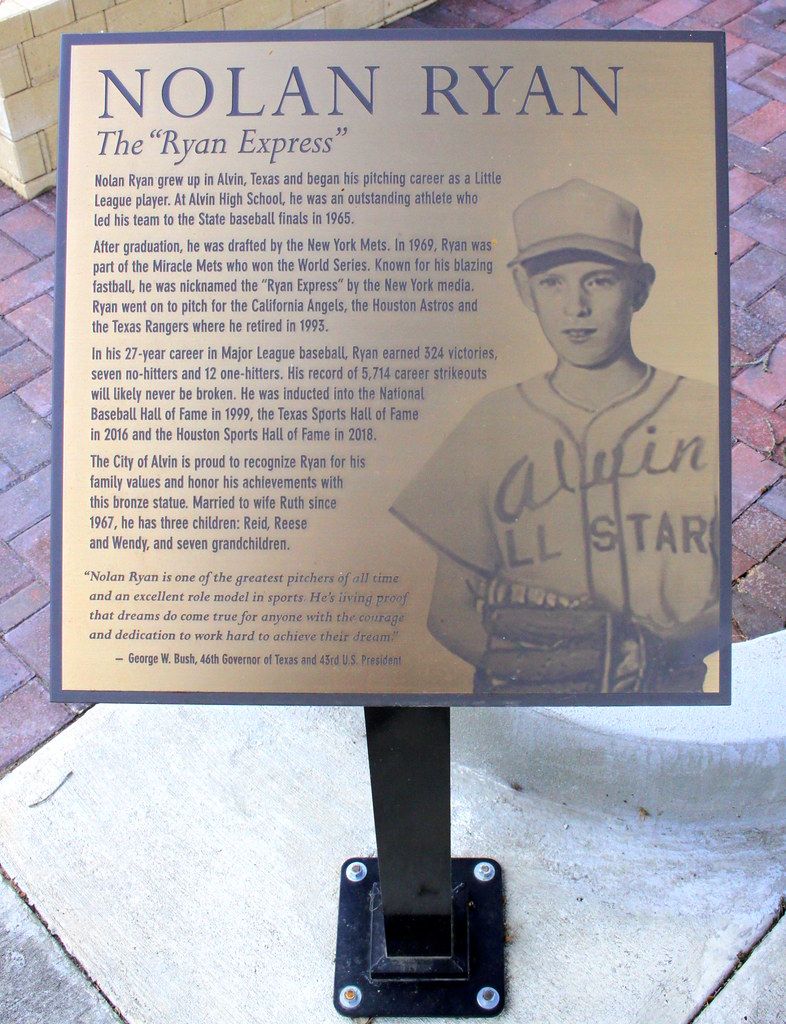 NOLAN RYAN
The “Ryan Express”
Nolan Ryan grew up in Alvin, Texas and began his pitching career as a Little
League player. At Alvin High School, he was an outstanding athlete who
led his team to the State baseball finals in 1965.
After graduation, he was drafted by the New York Mets. In 1969, Ryan was
part of the Miracle Mets who won the World Series. Known for his blazing
fastball, he was nicknamed the “Ryan Express” by the New York media.
Ryan went on to pitch for the California Angels, the Houston Astros and
the Texas Rangers where he retired in 1993.
In his 27-year career in Major League baseball, Ryan earned 324 victories,
seven no-hitters and 12 one-hitters. His record of 5,714 career strikeouts
will likely never be broken. He was inducted into the National
Baseball Hall of Fame in 1999, the Texas Sports Hall of Fame
in 2016 and the Houston Sports Hall of Fame in 2018.
The City of Alvin is proud to recognize Ryan for his
family values and honor his achievements with
this bronze statue. Married to wife Ruth since
1967, he has three children: Reid, Reese
and Wendy, and seven grandchildren.
“Nolan Ryan is one of the greatest pitchers of all time
and an excellent role model in sports. He's living proof
that dreams do come true for anyone with the courage
and dedication to work hard to achieve their dream.”
— George W. Bush, 46th Governor of Texas and 43rd U.S. President
Alvin
LL STARS